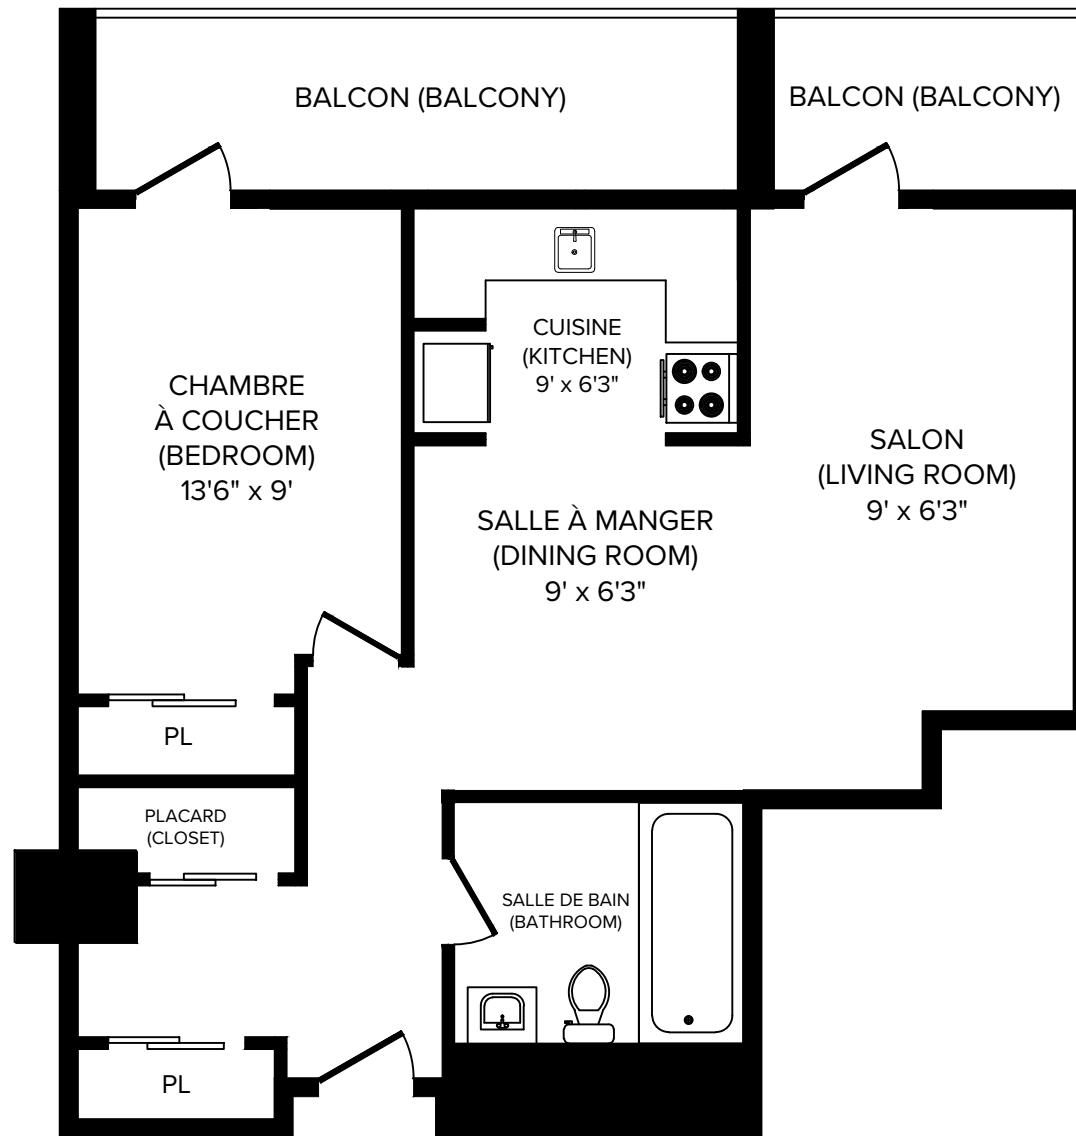 BALCON (BALCONY)
BALCON (BALCONY)
CUISINE
(KITCHEN)
9' x 6'3"
CHAMBRE
À COUCHER
(BEDROOM)
13'6" x 9'
SALON
(LIVING ROOM)
9' x 6'3"
SALLE À MANGER
(DINING ROOM)
9' x 6'3"
PL
PLACARD
(CLOSET)
SALLE DE BAIN
(BATHROOM)
PL